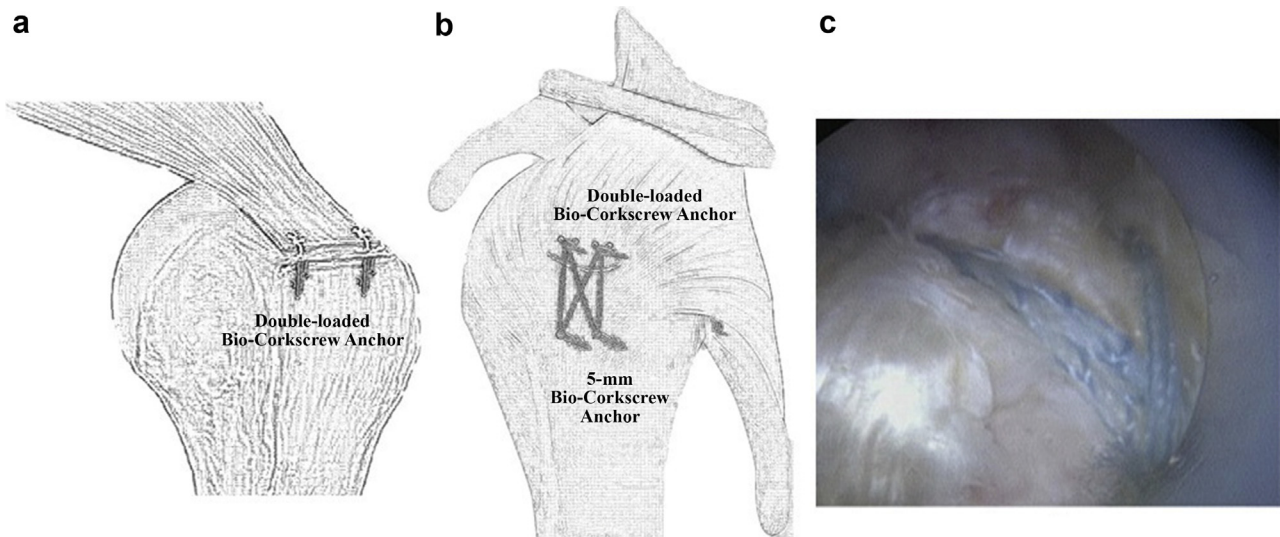 a
b
c
Double-loaded
Bio-Corkscrew Anchor
Double-loaded
Bio-Corkscrew Anchor
5-mm
Bio-Corkscrew
Anchor